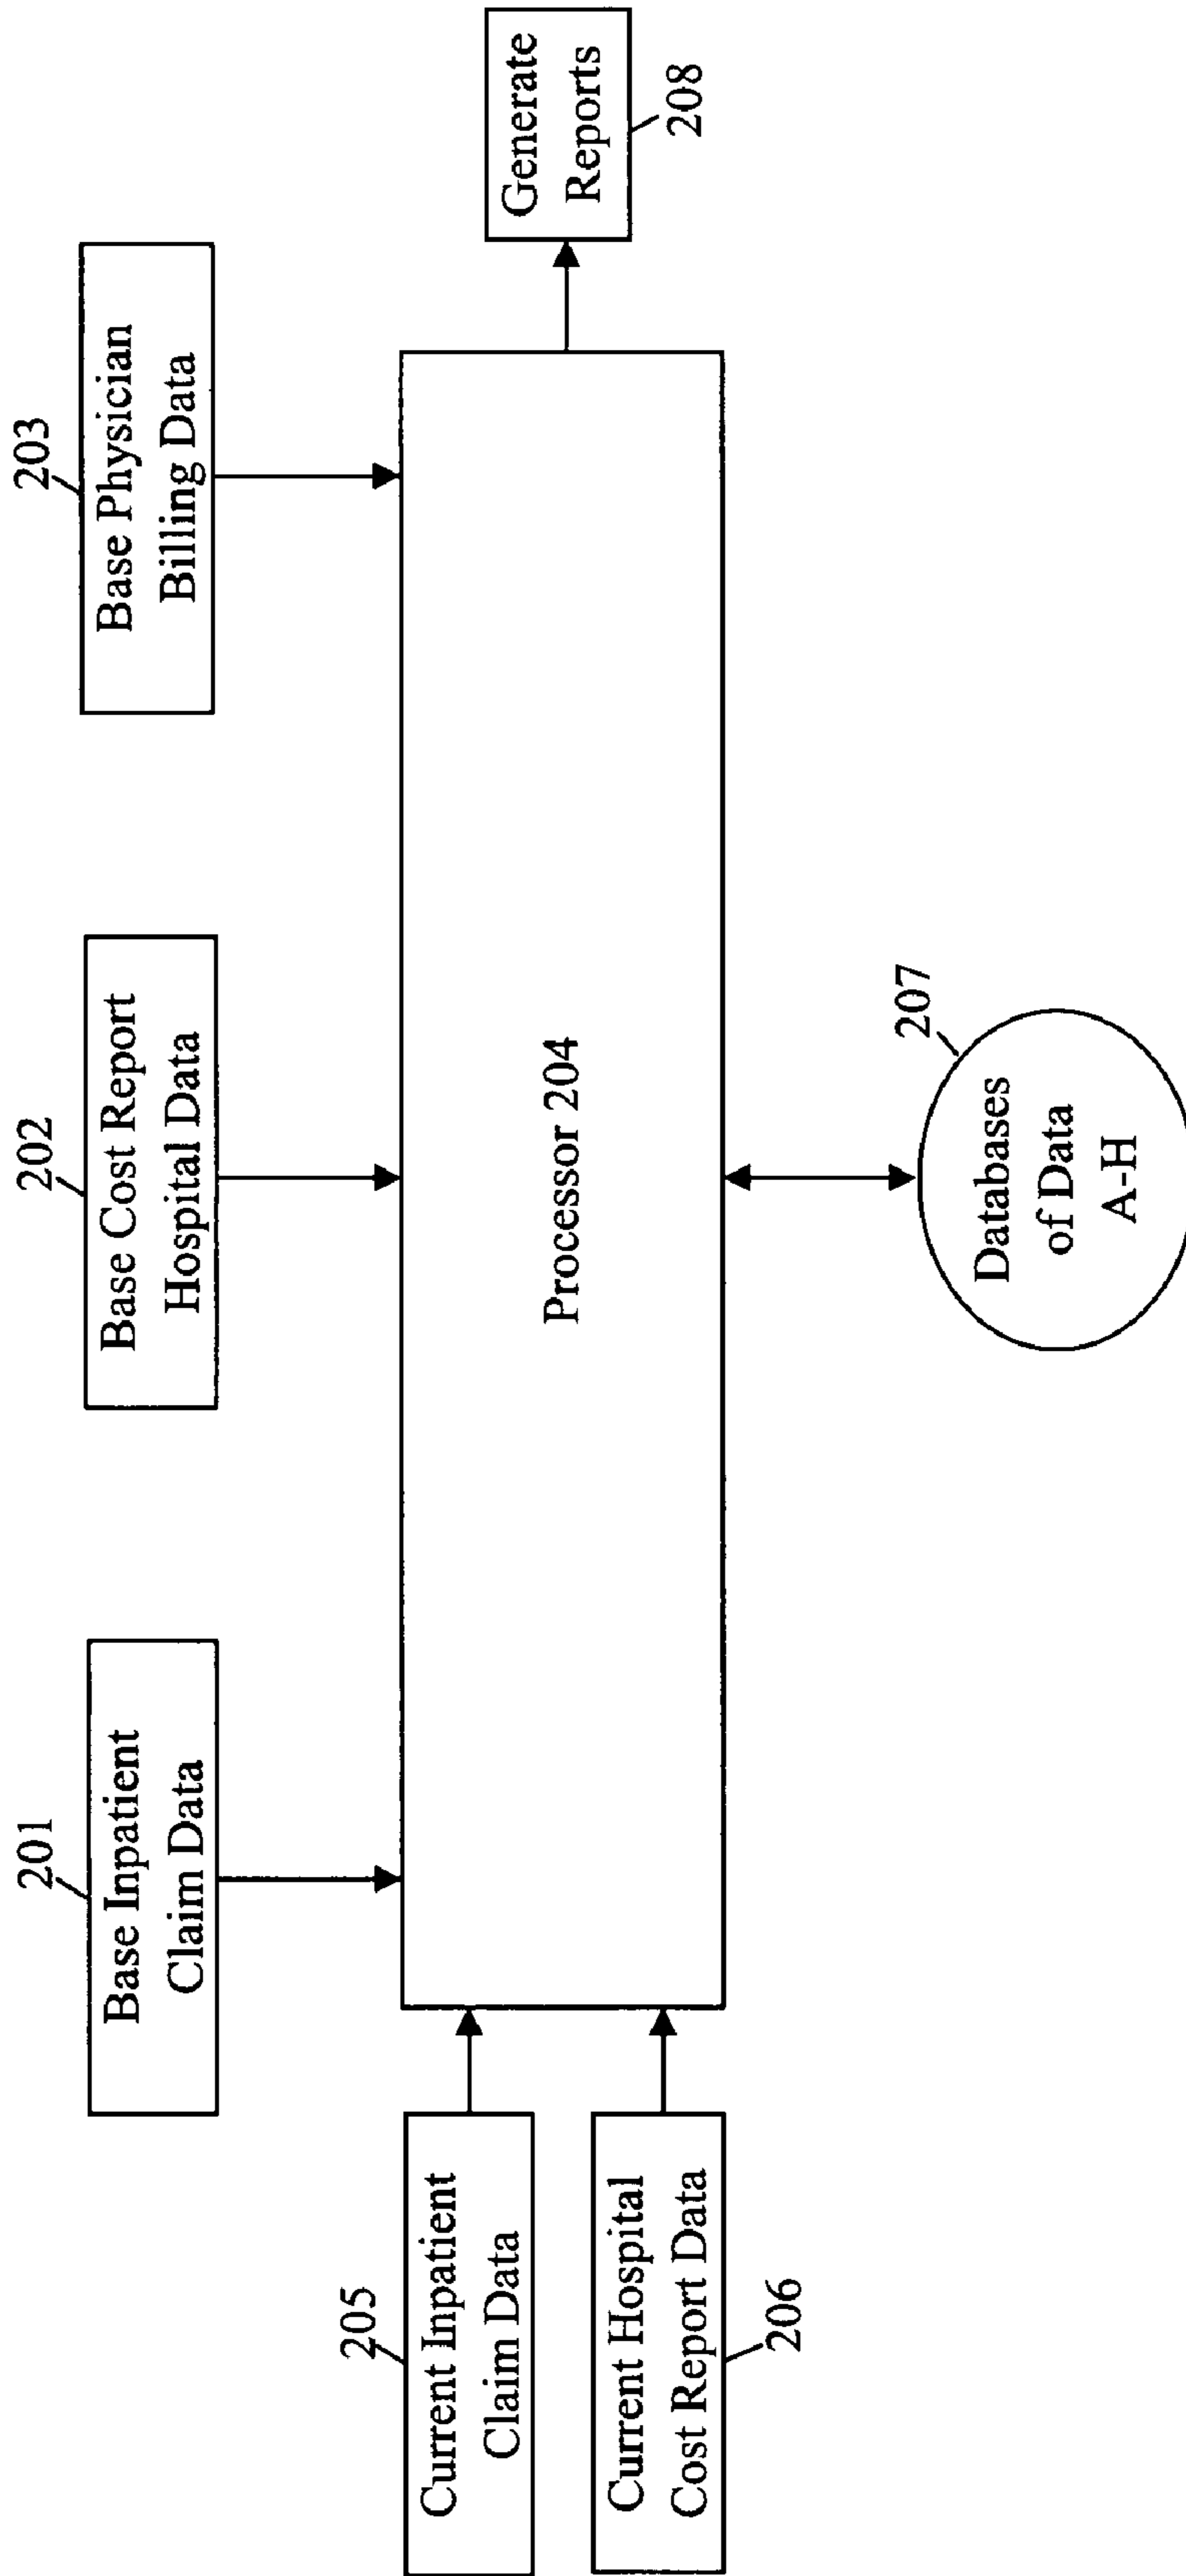 201
Base Inpatient
Claim Data
202
Base Cost Report
Hospital Data
203
Base Physician
Billing Data
205
Current Inpatient
Claim Data
Current Hospital
Cost Report Data
206
Processor 204
Generate
Reports
208
207
Databases
of Data
A-H